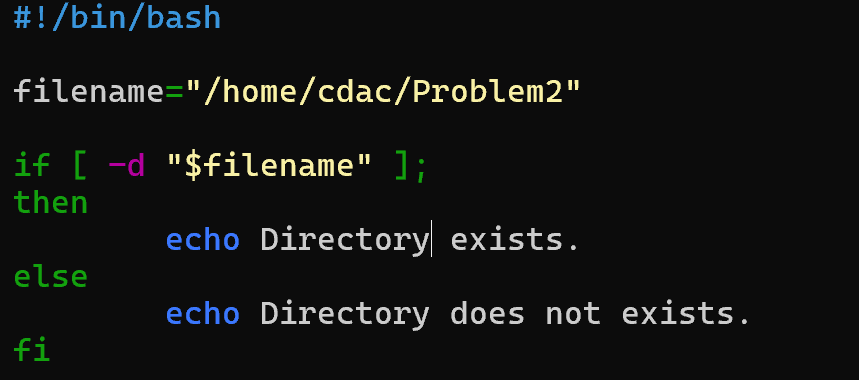 #!/bin/bash
filename="/home/cdac/Problem2"
if [ -d "$filename" ];
then
echo Directory exists.
else
echo Directory does not exists.
fi